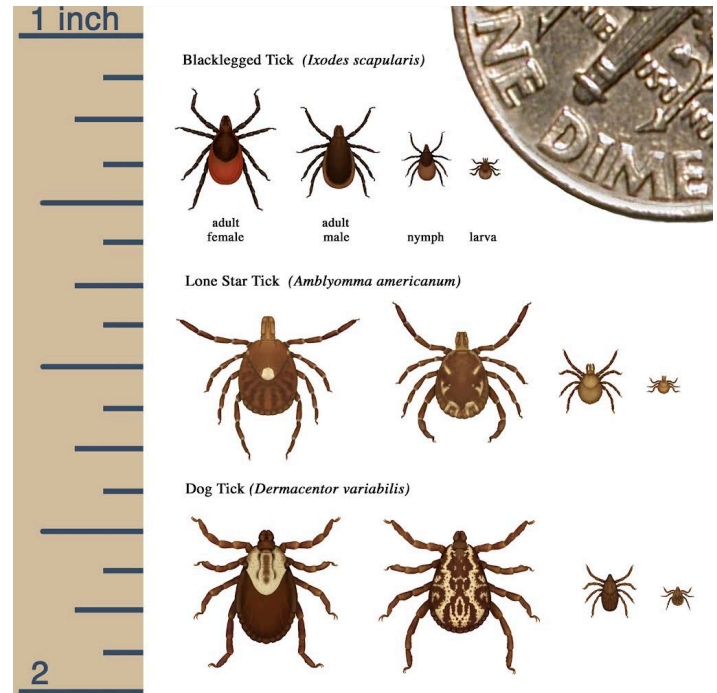 1 inch
Blacklegged Tick (Ixodes scapularis)
adult female
adult male
nymph
larva
ONE DIME
Lone Star Tick (Amblyomma americanum)
Dog Tick (Dermacentor variabilis)
2